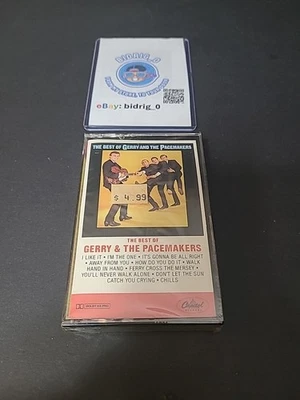 BIDRIG_0
eBay: bidrig_0
THE BEST OF GERRY AND THE PACEMAKERS
$ 4.99
THE BEST OF
GERRY & THE PACEMAKERS
I LIKE IT • I'M THE ONE • IT'S GONNA BE ALL RIGHT
• AWAY FROM YOU • HOW DO YOU DO IT • WALK
HAND IN HAND • FERRY CROSS THE MERSEY •
YOU'LL NEVER WALK ALONE • DON'T LET THE SUN
CATCH YOU CRYING • CHILLS
Capitol